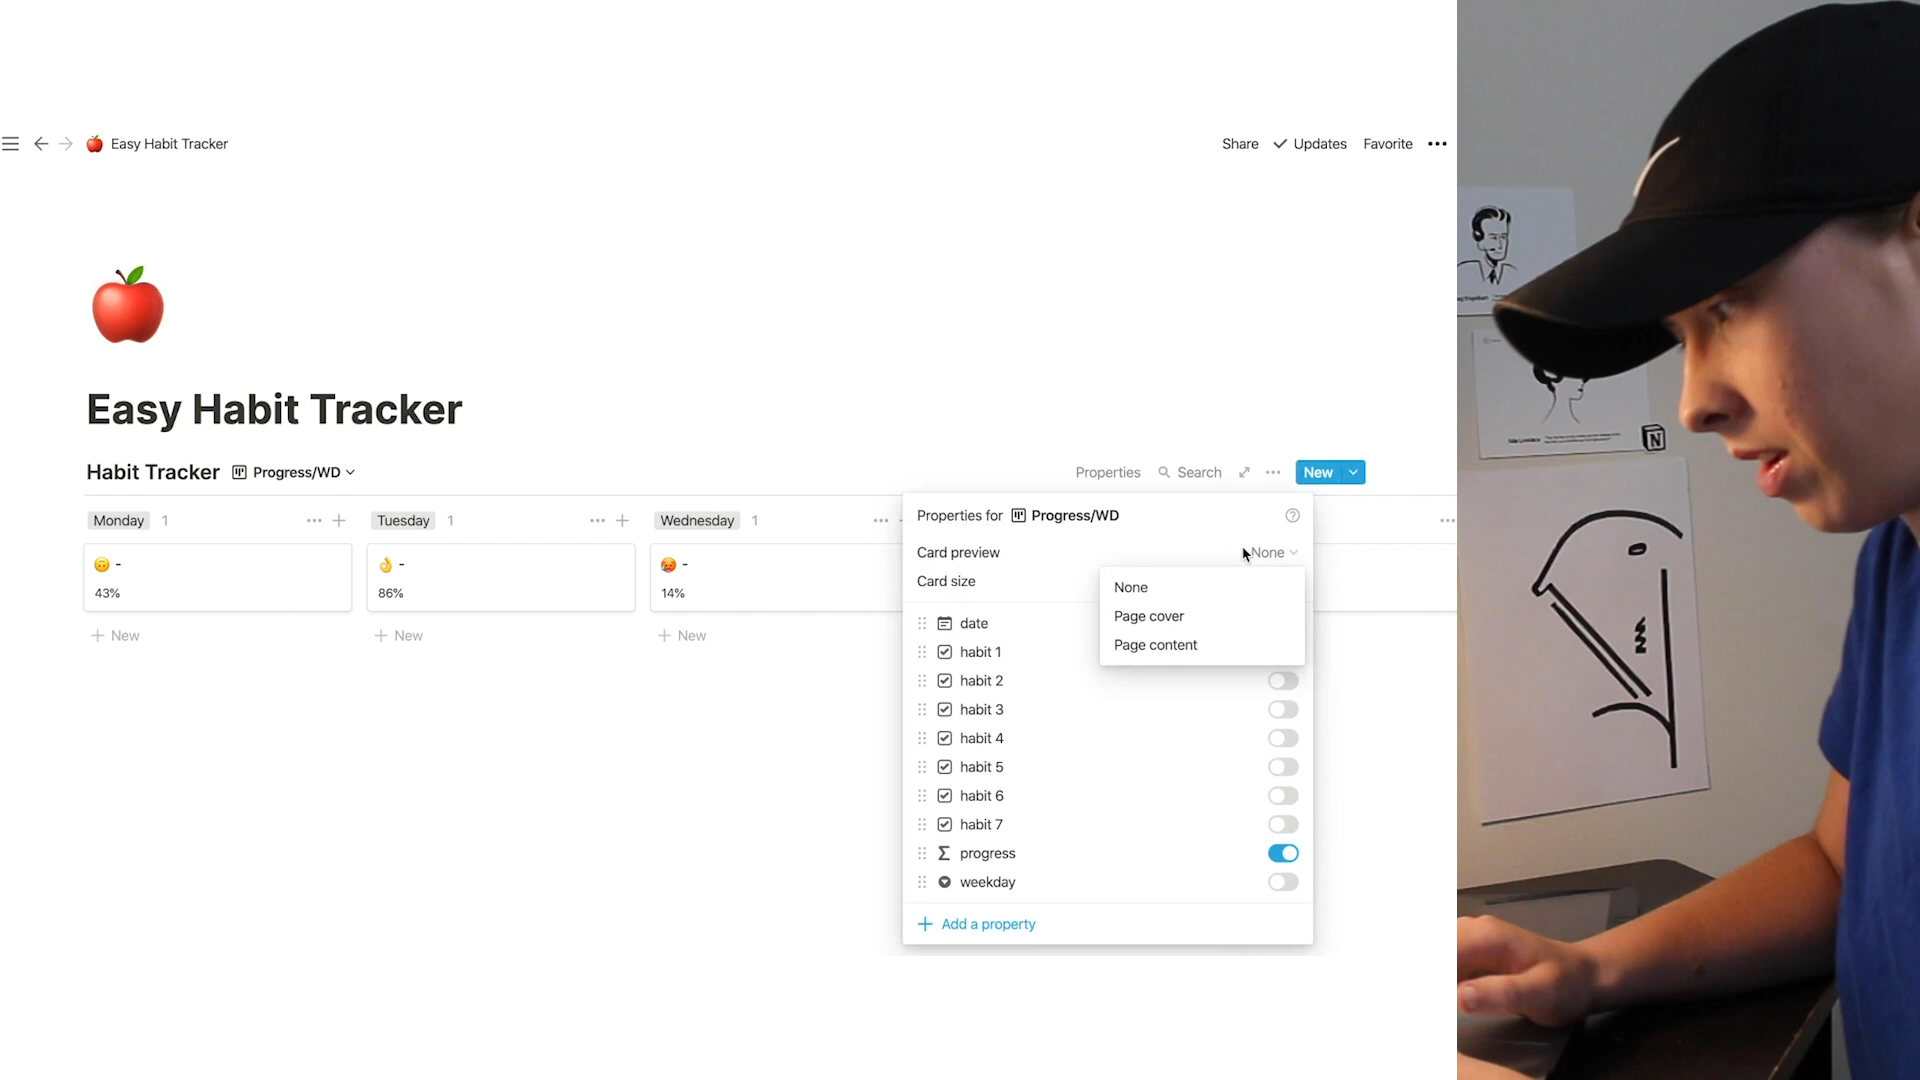 Easy Habit Tracker
Share Updates Favorite
Easy Habit Tracker
Habit Tracker Progress/WD Properties Search New
Monday 1 Tuesday 1 Wednesday 1
- - -
43% 86% 14%
New New New
Properties for Progress/WD
Card preview None
Card size
None
Page cover
Page content
date
habit 1
habit 2
habit 3
habit 4
habit 5
habit 6
habit 7
progress
weekday
Add a property
N